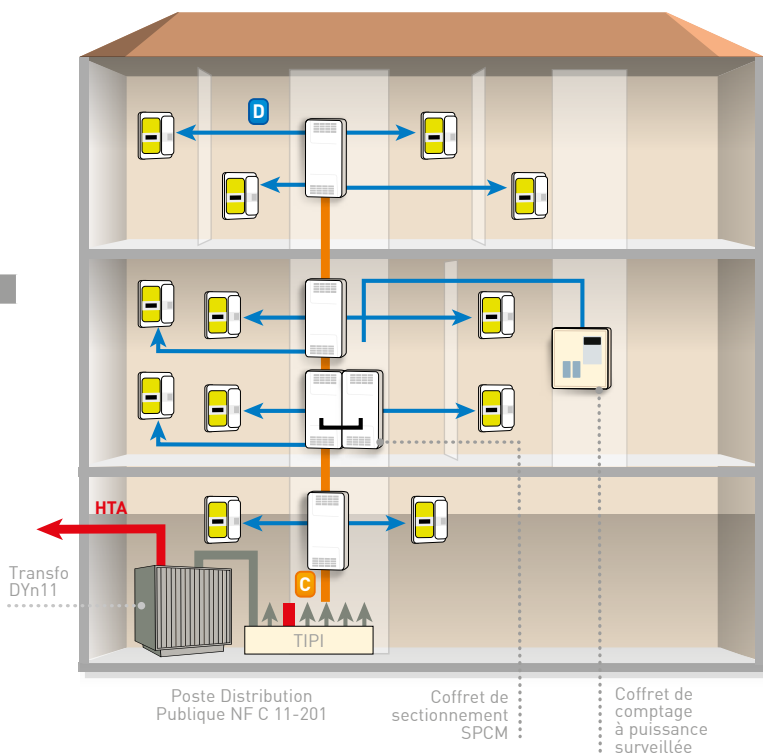 D
HTA
Transfo
DYn11
C
TIPI
Poste Distribution
Publique NF C 11-201
Coffret de
sectionnement
SPCM
Coffret de
comptage
à puissance
surveillée